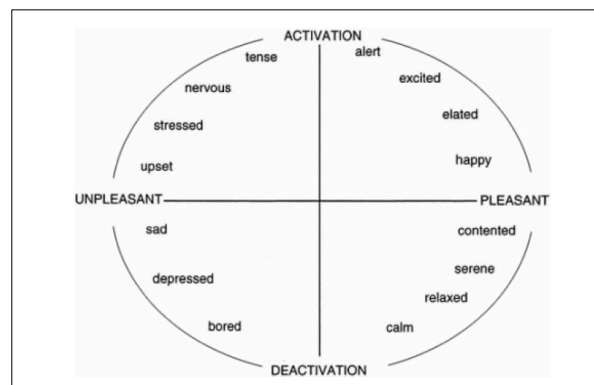 ACTIVATION
tense alert
nervous excited
stressed elated
upset happy
UNPLEASANT PLEASANT
sad contented
depressed serene
relaxed
bored calm
DEACTIVATION